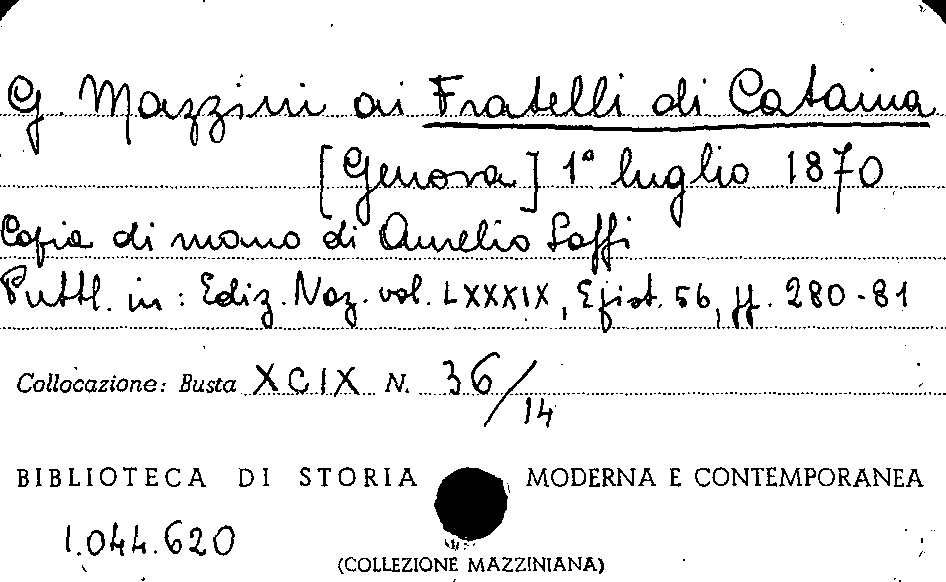 G. Mazzini ai Fratelli di Catania
[Genova] 1° luglio 1870
Copia di mano di Aurelio Saffi
Pubbl. in: Ediz. Naz. vol. LXXXIX, Epist. 56, pp. 280-81
Collocazione: Busta XCIX N. 36/14
BIBLIOTECA DI STORIA MODERNA E CONTEMPORANEA
1.044.620
(COLLEZIONE MAZZINIANA)